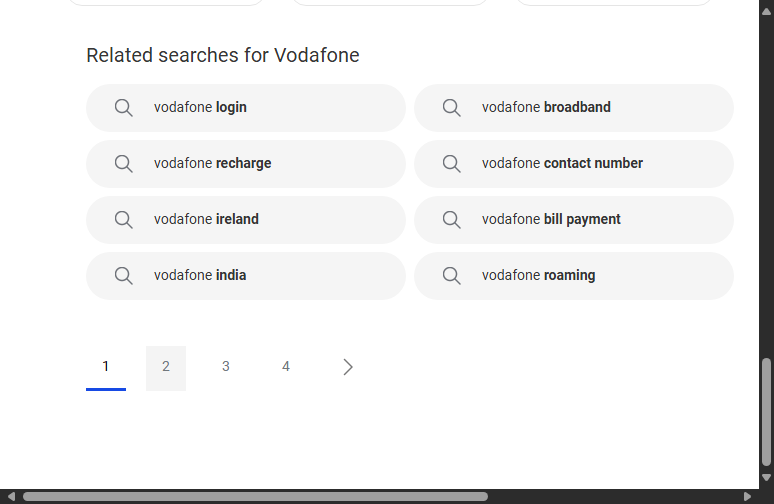 Related searches for Vodafone
vodafone login
vodafone broadband
vodafone recharge
vodafone contact number
vodafone ireland
vodafone bill payment
vodafone india
vodafone roaming
1 2 3 4